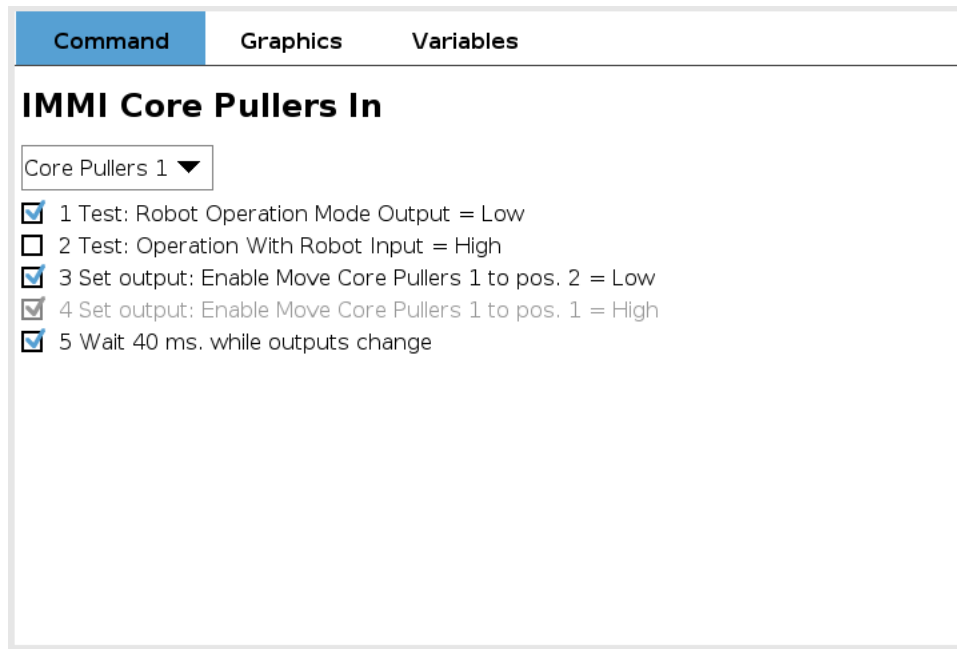 Command Graphics Variables
IMMI Core Pullers In
Core Pullers 1
1 Test: Robot Operation Mode Output = Low
2 Test: Operation With Robot Input = High
3 Set output: Enable Move Core Pullers 1 to pos. 2 = Low
4 Set output: Enable Move Core Pullers 1 to pos. 1 = High
5 Wait 40 ms. while outputs change